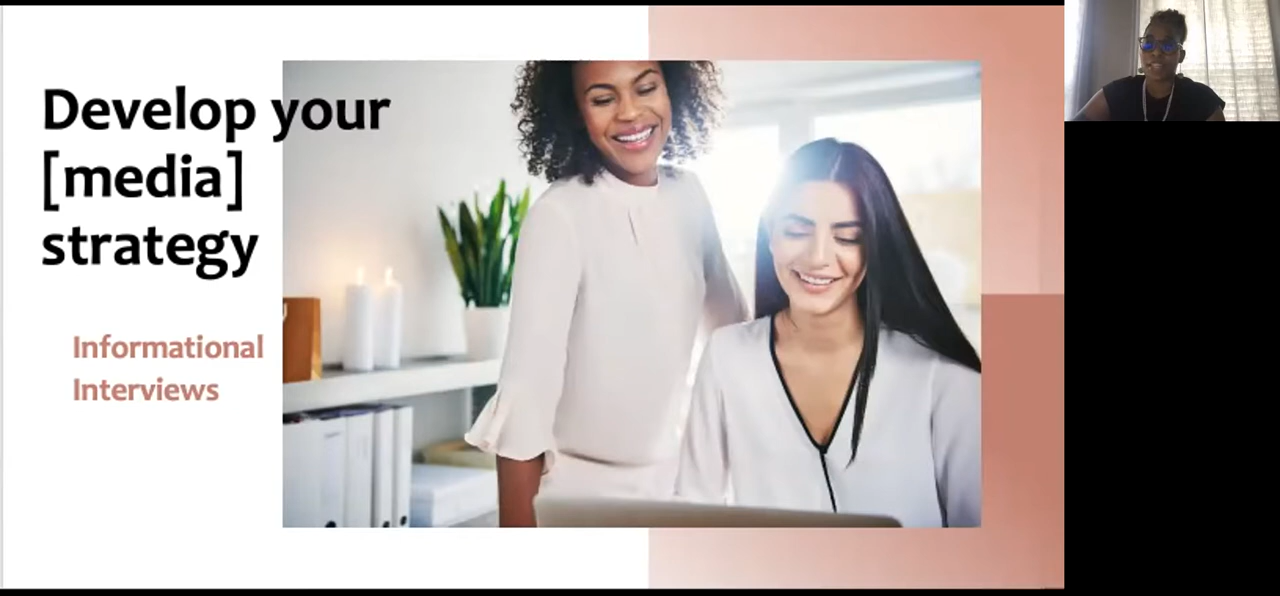 Develop your
[media]
strategy
Informational
Interviews